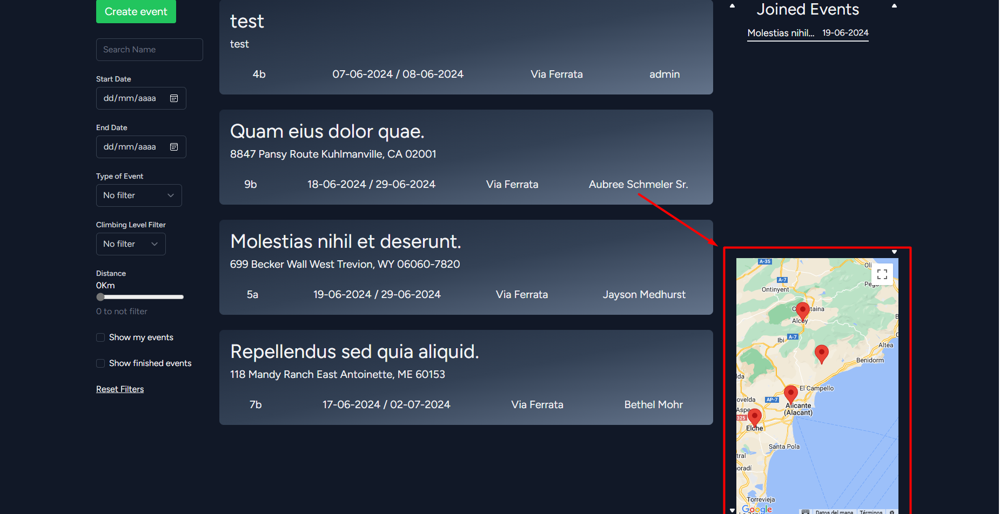 Create event
Search Name
Start Date
dd/mm/aaaa
End Date
dd/mm/aaaa
Type of Event
No filter
Climbing Level Filter
No filter
Distance
0Km
0 to not filter
Show my events
Show finished events
Reset Filters
test
test
4b 07-06-2024 / 08-06-2024 Via Ferrata admin
Quam eius dolor quae.
8847 Pansy Route Kuhlmanville, CA 02001
9b 18-06-2024 / 29-06-2024 Via Ferrata Aubree Schmeler Sr.
Molestias nihil et deserunt.
699 Becker Wall West Trevion, WY 06060-7820
5a 19-06-2024 / 29-06-2024 Via Ferrata Jayson Medhurst
Repellendus sed quia aliquid.
118 Mandy Ranch East Antoinette, ME 60153
7b 17-06-2024 / 02-07-2024 Via Ferrata Bethel Mohr
Joined Events
Molestias nihil... 19-06-2024
A-35
Oli
A-7
Ontinyent
Alcoy
A-7
Ibi
Altea
Benidorm
El Campello
ovelda
AP-7
Aspe
Alicante
(Alacant)
325
Elche
Santa Pola
tral
oradí
Torrevieja
Google
Datos del mapa
Términos